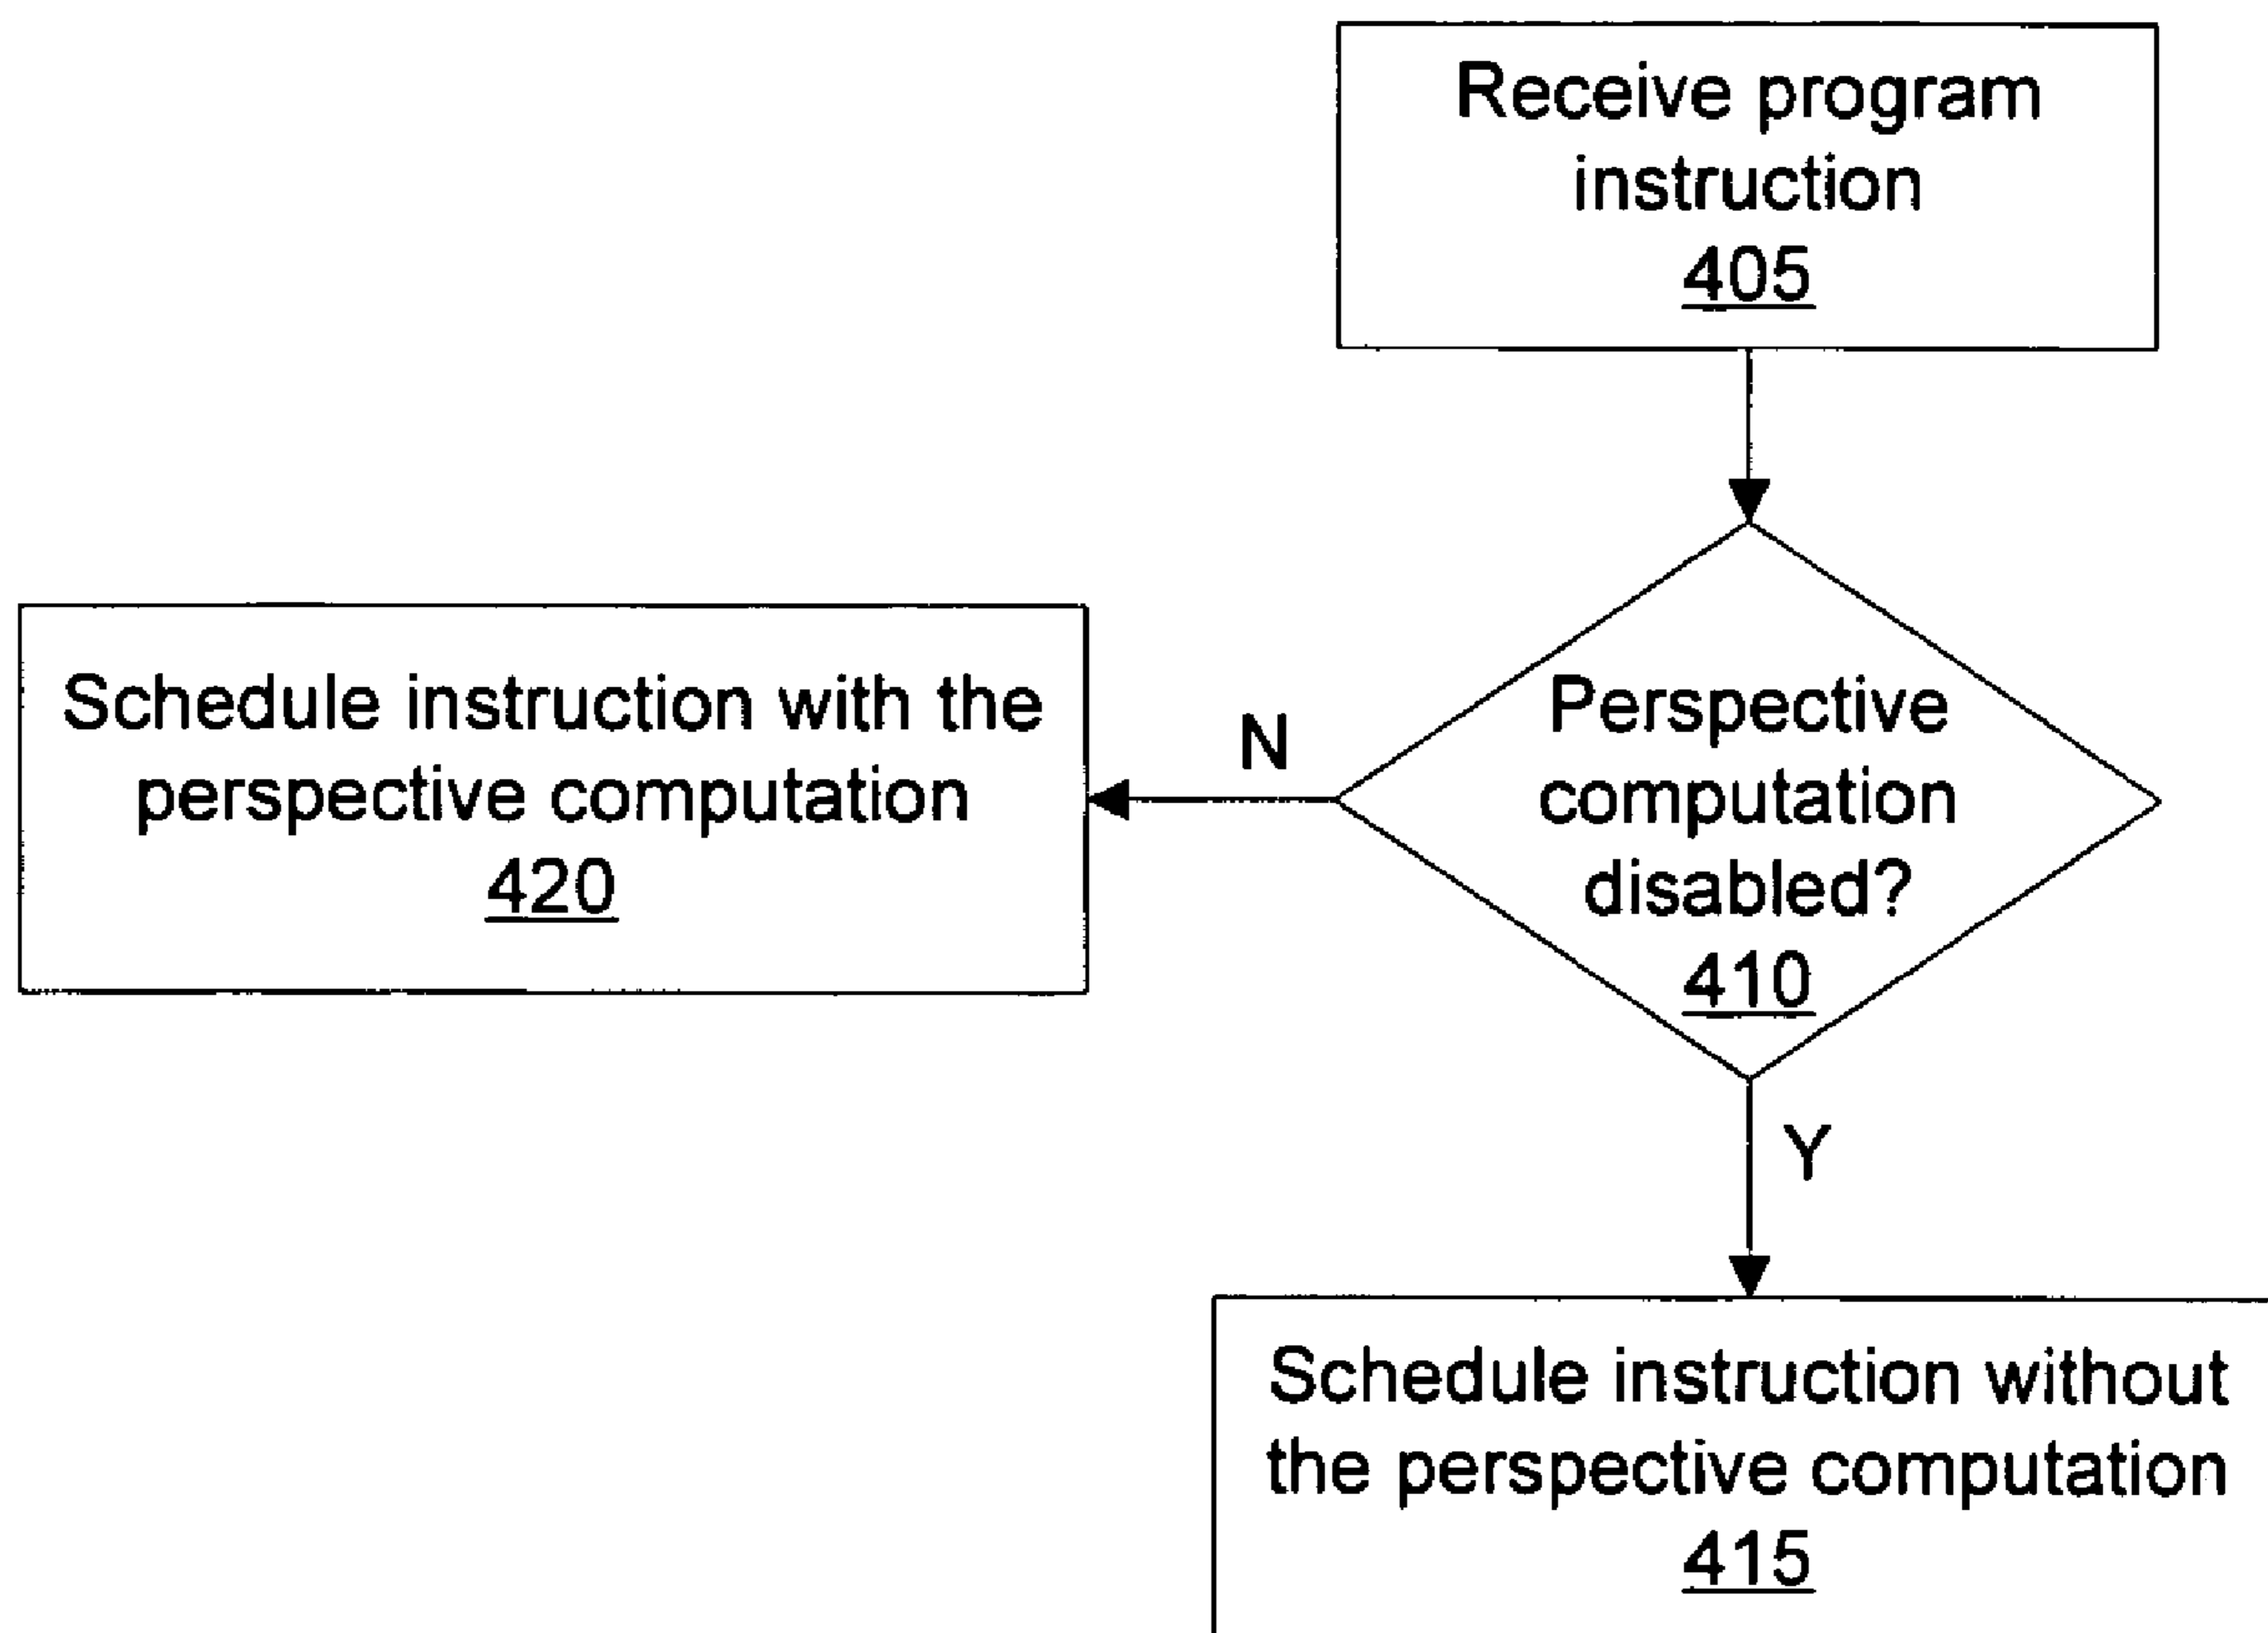 Receive program
instruction
405
Perspective
computation
disabled?
410
N
Schedule instruction with the
perspective computation
420
Y
Schedule instruction without
the perspective computation
415